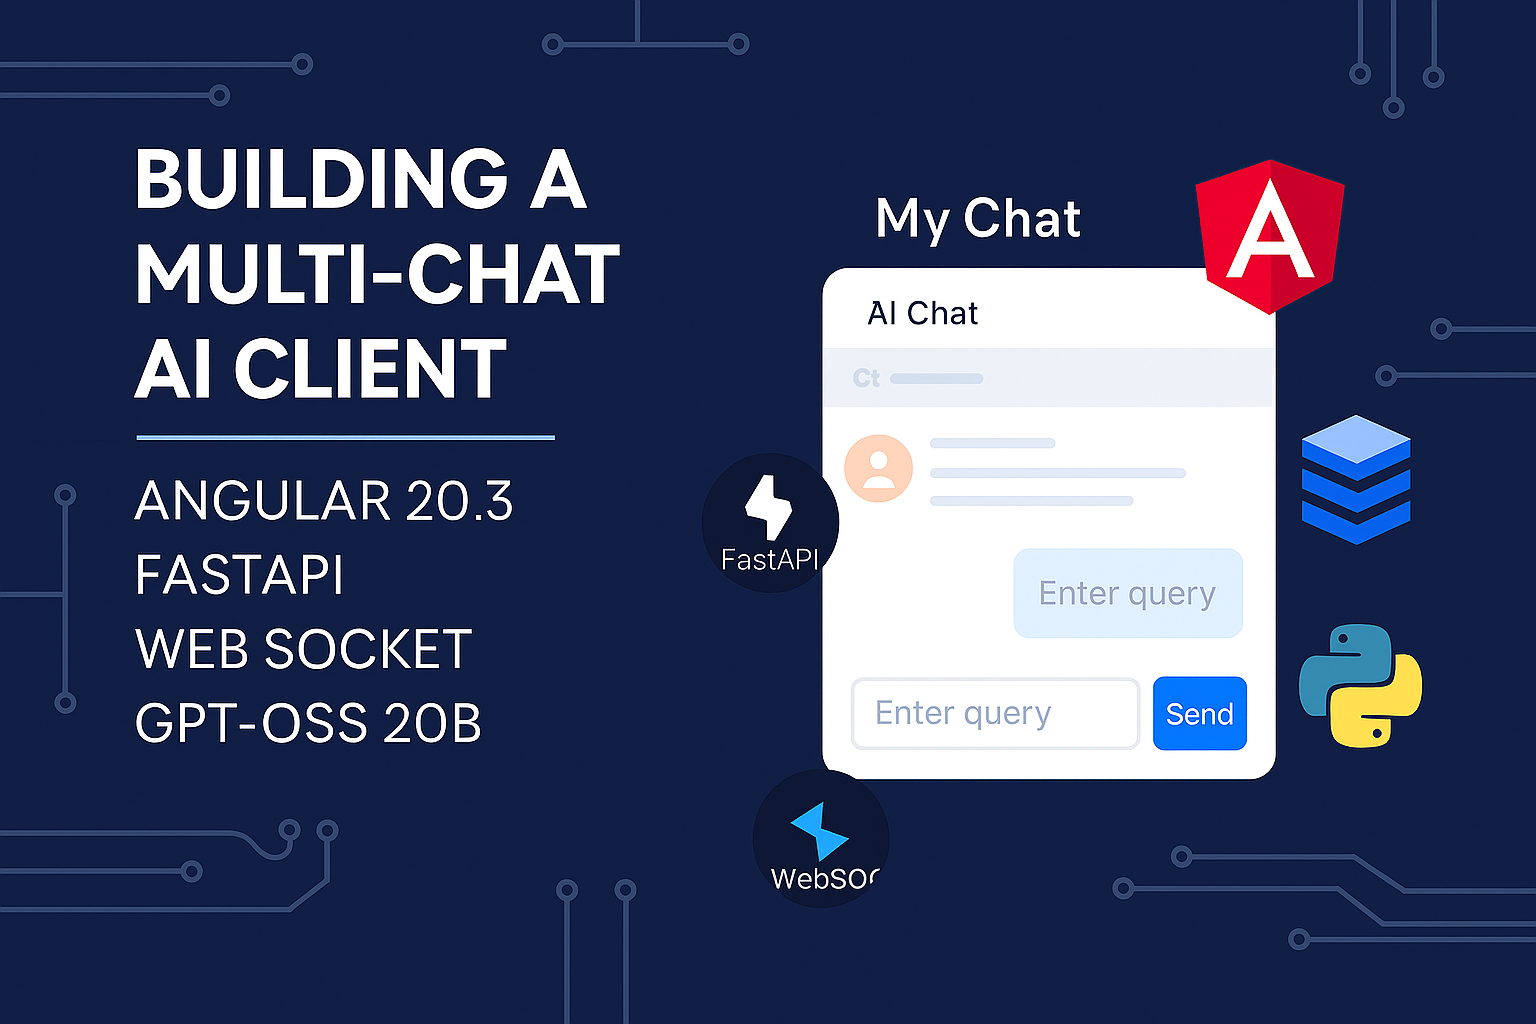 BUILDING A
MULTI-CHAT
AI CLIENT
ANGULAR 20.3
FASTAPI
WEB SOCKET
GPT-OSS 20B
My Chat
A
AI Chat
Ct
FastAPI
Enter query
Enter query
Send